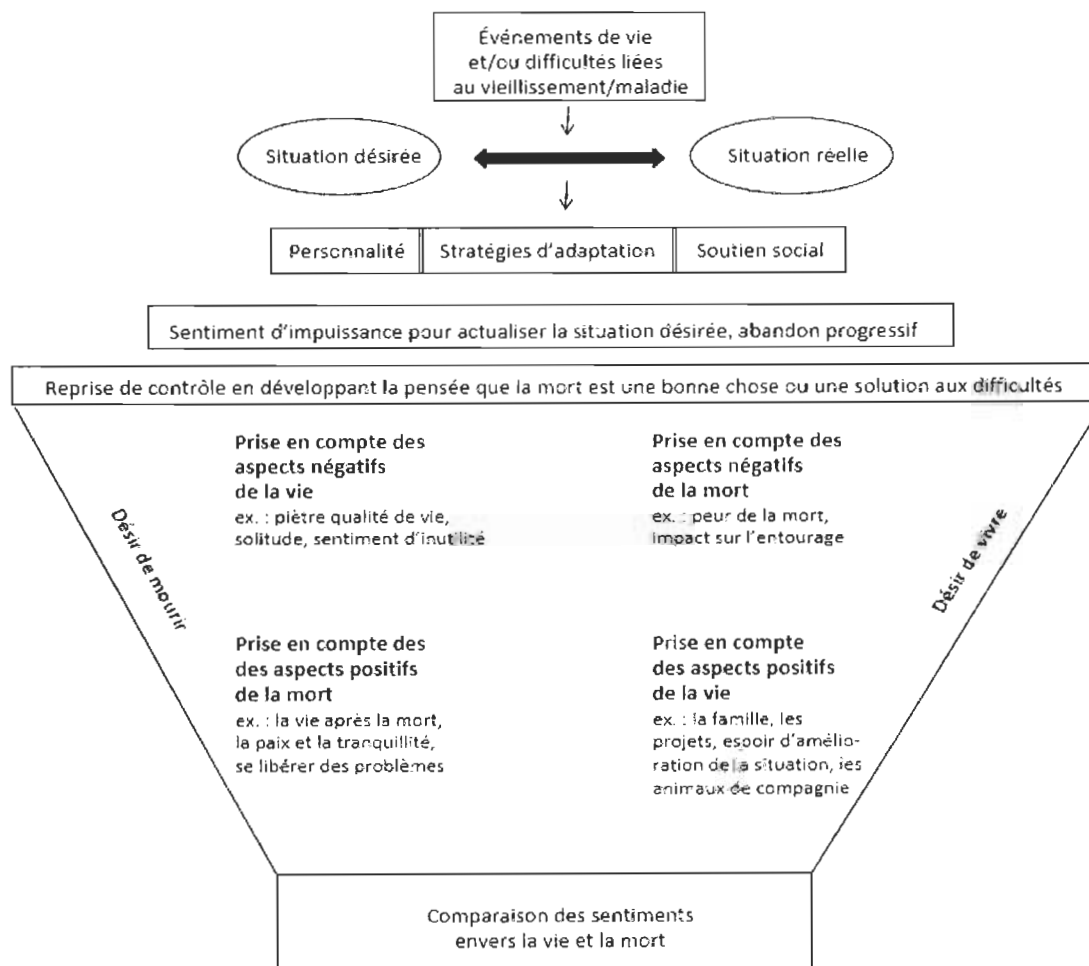 Événements de vie
et/ou difficultés liées
au vieillissement/maladie
Situation désirée
Situation réelle
Personnalité
Stratégies d'adaptation
Soutien social
Sentiment d'impuissance pour actualiser la situation désirée, abandon progressif
Reprise de contrôle en développant la pensée que la mort est une bonne chose ou une solution aux difficultés
Désir de mourir
Prise en compte des
aspects négatifs
de la vie
ex. : piètre qualité de vie,
solitude, sentiment d'inutilité
Prise en compte des
aspects négatifs
de la mort
ex. : peur de la mort,
impact sur l'entourage
Désir de vivre
Prise en compte des
des aspects positifs
de la mort
ex. : la vie après la mort,
la paix et la tranquillité,
se libérer des problèmes
Prise en compte
des aspects positifs
de la vie
ex. : la famille, les
projets, espoir d'amélio-
ration de la situation, les
animaux de compagnie
Comparaison des sentiments
envers la vie et la mort